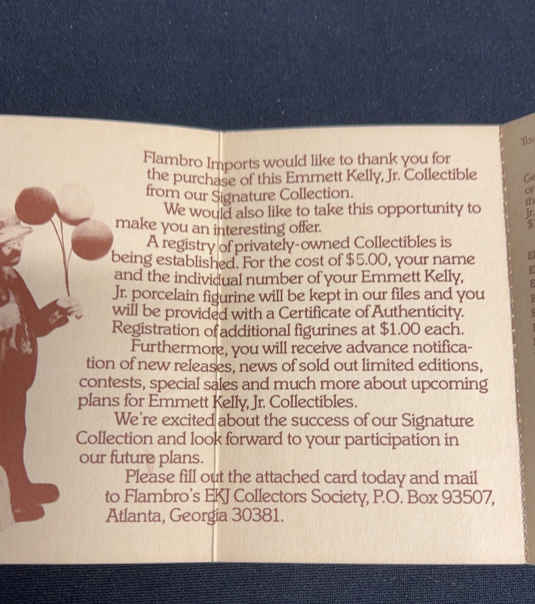 Flambro Imports would like to thank you for
the purchase of this Emmett Kelly, Jr. Collectible
from our Signature Collection.
We would also like to take this opportunity to
make you an interesting offer.
A registry of privately-owned Collectibles is
being established. For the cost of $5.00, your name
and the individual number of your Emmett Kelly,
Jr. porcelain figurine will be kept in our files and you
will be provided with a Certificate of Authenticity.
Registration of additional figurines at $1.00 each.
Furthermore, you will receive advance notifica-
tion of new releases, news of sold out limited editions,
contests, special sales and much more about upcoming
plans for Emmett Kelly, Jr. Collectibles.
We're excited about the success of our Signature
Collection and look forward to your participation in
our future plans.
Please fill out the attached card today and mail
to Flambro's EKJ Collectors Society, P.O. Box 93507,
Atlanta, Georgia 30381.